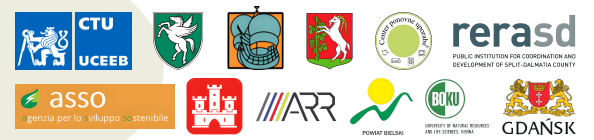 CTU
UCEEB
Center ponovne uporabe
rerasd
PUBLIC INSTITUTION FOR COORDINATION AND
DEVELOPMENT OF SPLIT-DALMATIA COUNTY
asso
agenzia per lo sviluppo sostenibile
ARR
POWIAT BIELSKI
BOKU
UNIVERSITY OF NATURAL RESOURCES
AND LIFE SCIENCES, VIENNA
GDAŃSK